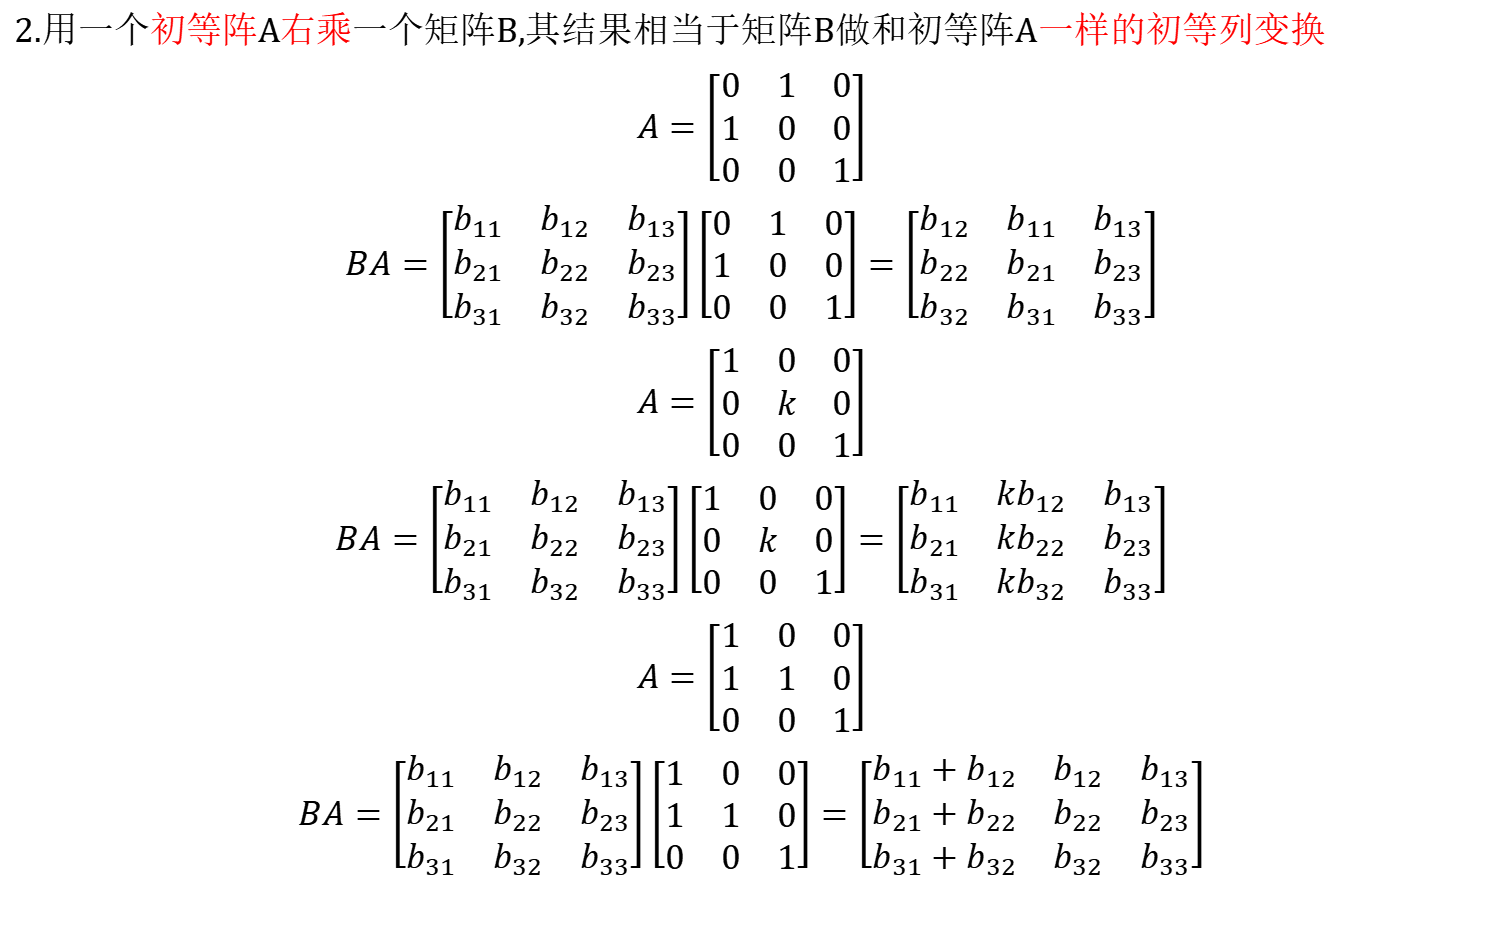 2.用一个初等阵A右乘一个矩阵B,其结果相当于矩阵B做和初等阵A一样的初等列变换
A = [0 1 0
1 0 0
0 0 1]
BA = [b₁₁ b₁₂ b₁₃ [0 1 0 [b₁₂ b₁₁ b₁₃
b₂₁ b₂₂ b₂₃ 1 0 0 = b₂₂ b₂₁ b₂₃
b₃₁ b₃₂ b₃₃] 0 0 1] b₃₂ b₃₁ b₃₃]
A = [1 0 0
0 k 0
0 0 1]
BA = [b₁₁ b₁₂ b₁₃ [1 0 0 [b₁₁ kb₁₂ b₁₃
b₂₁ b₂₂ b₂₃ 0 k 0 = b₂₁ kb₂₂ b₂₃
b₃₁ b₃₂ b₃₃] 0 0 1] b₃₁ kb₃₂ b₃₃]
A = [1 0 0
1 1 0
0 0 1]
BA = [b₁₁ b₁₂ b₁₃ [1 0 0 [b₁₁ + b₁₂ b₁₂ b₁₃
b₂₁ b₂₂ b₂₃ 1 1 0 = b₂₁ + b₂₂ b₂₂ b₂₃
b₃₁ b₃₂ b₃₃] 0 0 1] b₃₁ + b₃₂ b₃₂ b₃₃]